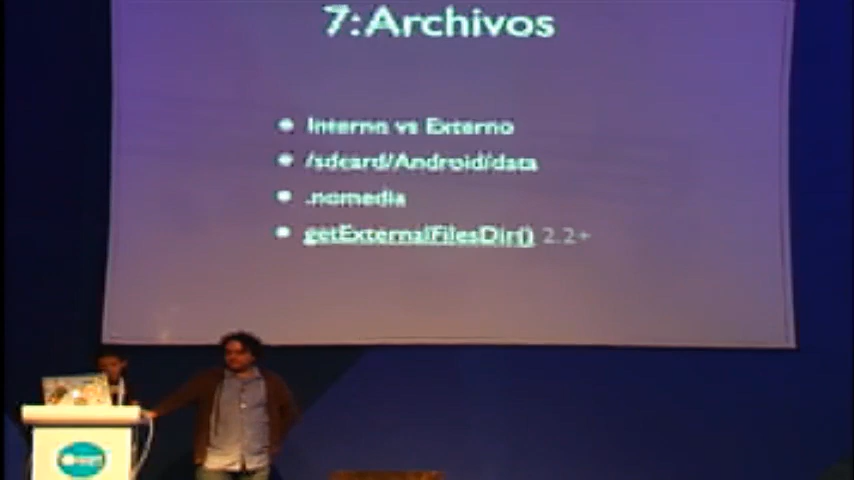 7: Archivos
Interno vs Externo
/sdcard/Android/data
.nomedia
getExternalFilesDir() 2.2+